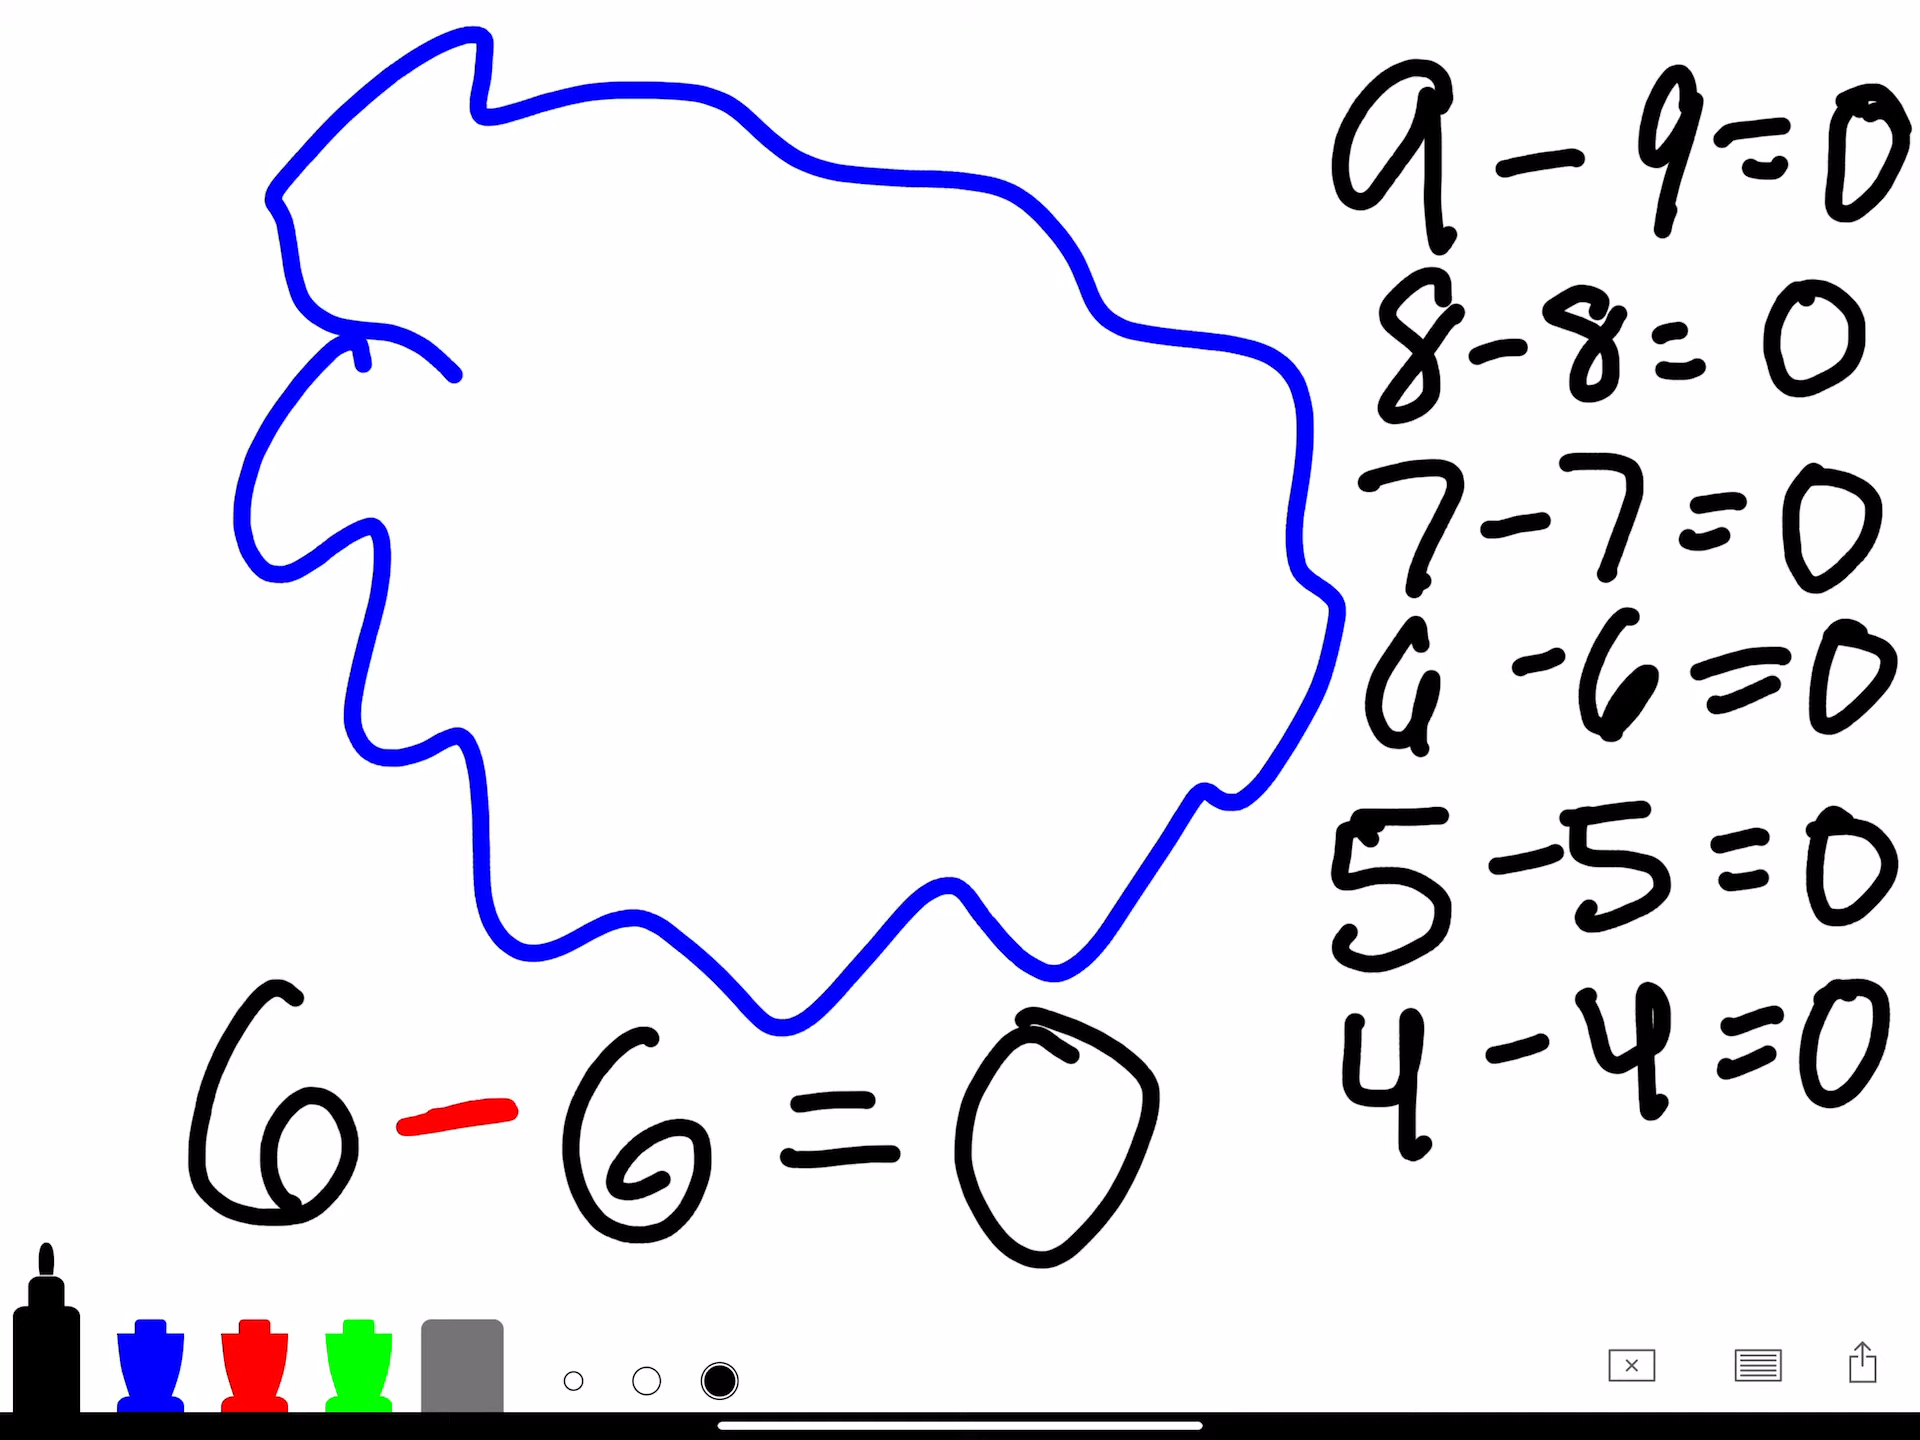 9 - 9 = 0
8 - 8 = 0
7 - 7 = 0
6 - 6 = 0
5 - 5 = 0
4 - 4 = 0
6 - 6 = 0